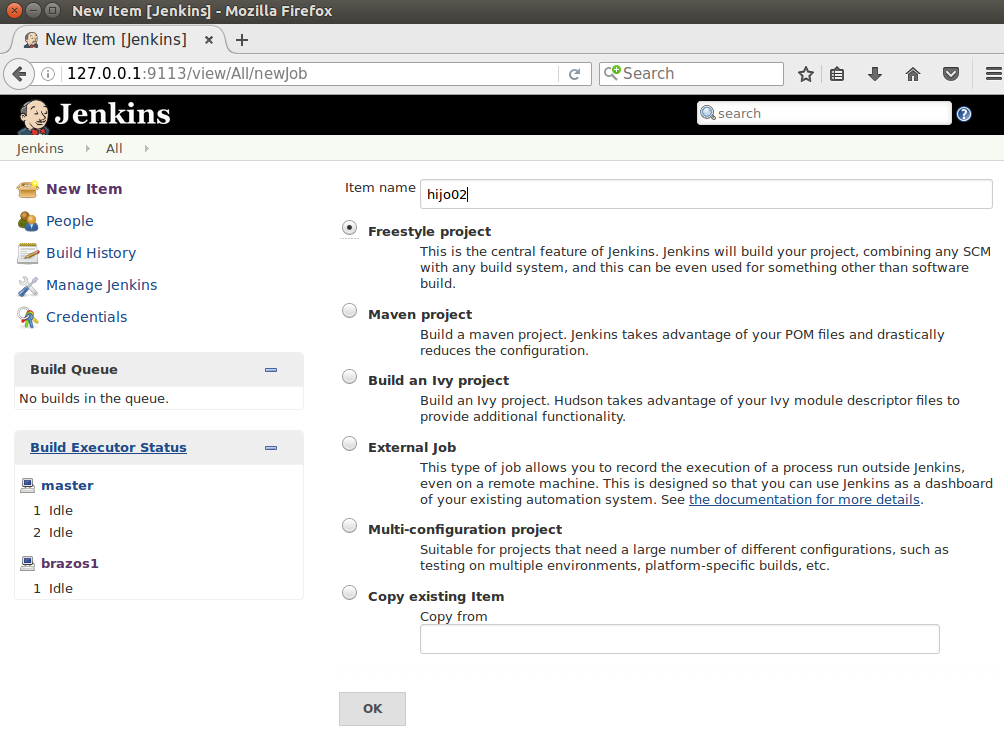 New Item [Jenkins] - Mozilla Firefox
New Item [Jenkins]
127.0.0.1:9113/view/All/newJob
Search
Jenkins
search
Jenkins All
New Item
People
Build History
Manage Jenkins
Credentials
Build Queue
No builds in the queue.
Build Executor Status
master
1 Idle
2 Idle
brazos1
1 Idle
Item name hijo02
Freestyle project
This is the central feature of Jenkins. Jenkins will build your project, combining any SCM
with any build system, and this can be even used for something other than software
build.
Maven project
Build a maven project. Jenkins takes advantage of your POM files and drastically
reduces the configuration.
Build an Ivy project
Build an Ivy project. Hudson takes advantage of your Ivy module descriptor files to
provide additional functionality.
External Job
This type of job allows you to record the execution of a process run outside Jenkins,
even on a remote machine. This is designed so that you can use Jenkins as a dashboard
of your existing automation system. See the documentation for more details.
Multi-configuration project
Suitable for projects that need a large number of different configurations, such as
testing on multiple environments, platform-specific builds, etc.
Copy existing Item
Copy from
OK